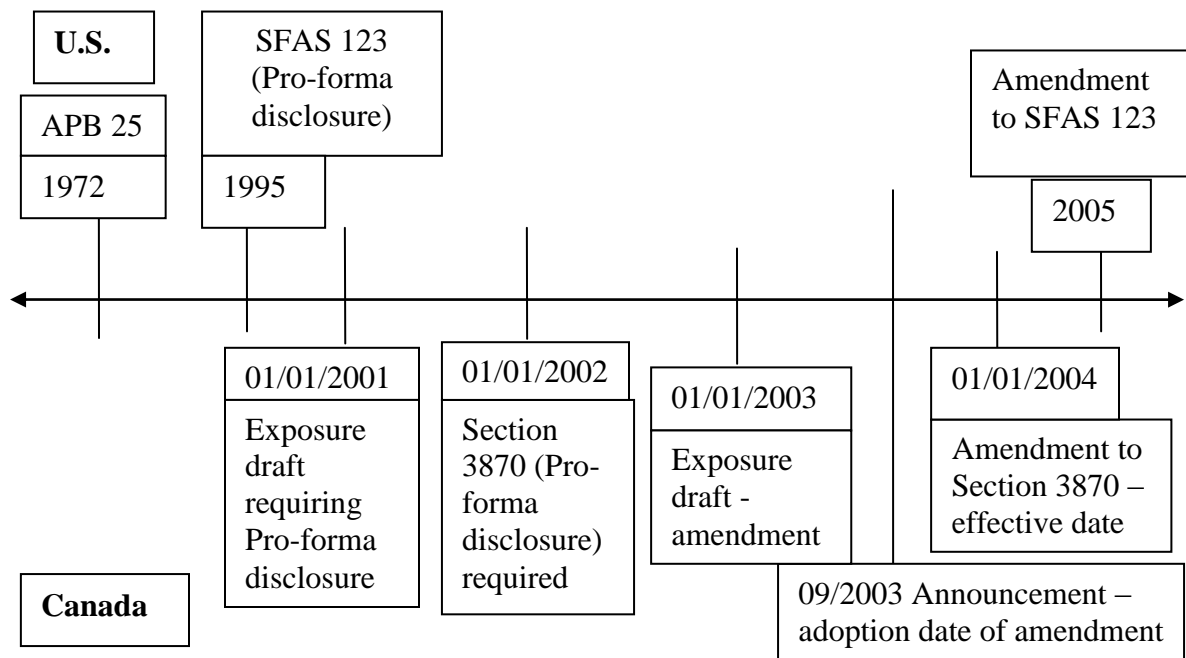 U.S.
APB 25
1972
SFAS 123
(Pro-forma
disclosure)
1995
Amendment
to SFAS 123
2005
01/01/2001
Exposure
draft
requiring
Pro-forma
disclosure
01/01/2002
Section
3870 (Pro-
forma
disclosure)
required
01/01/2003
Exposure
draft -
amendment
01/01/2004
Amendment to
Section 3870 –
effective date
09/2003 Announcement –
adoption date of amendment
Canada